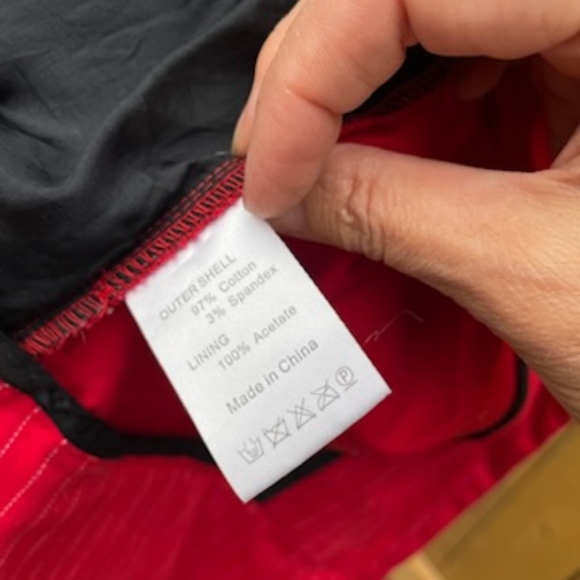 OUTER SHELL
97% Cotton
3% Spandex
LINING
100% Acetate
Made in China
P